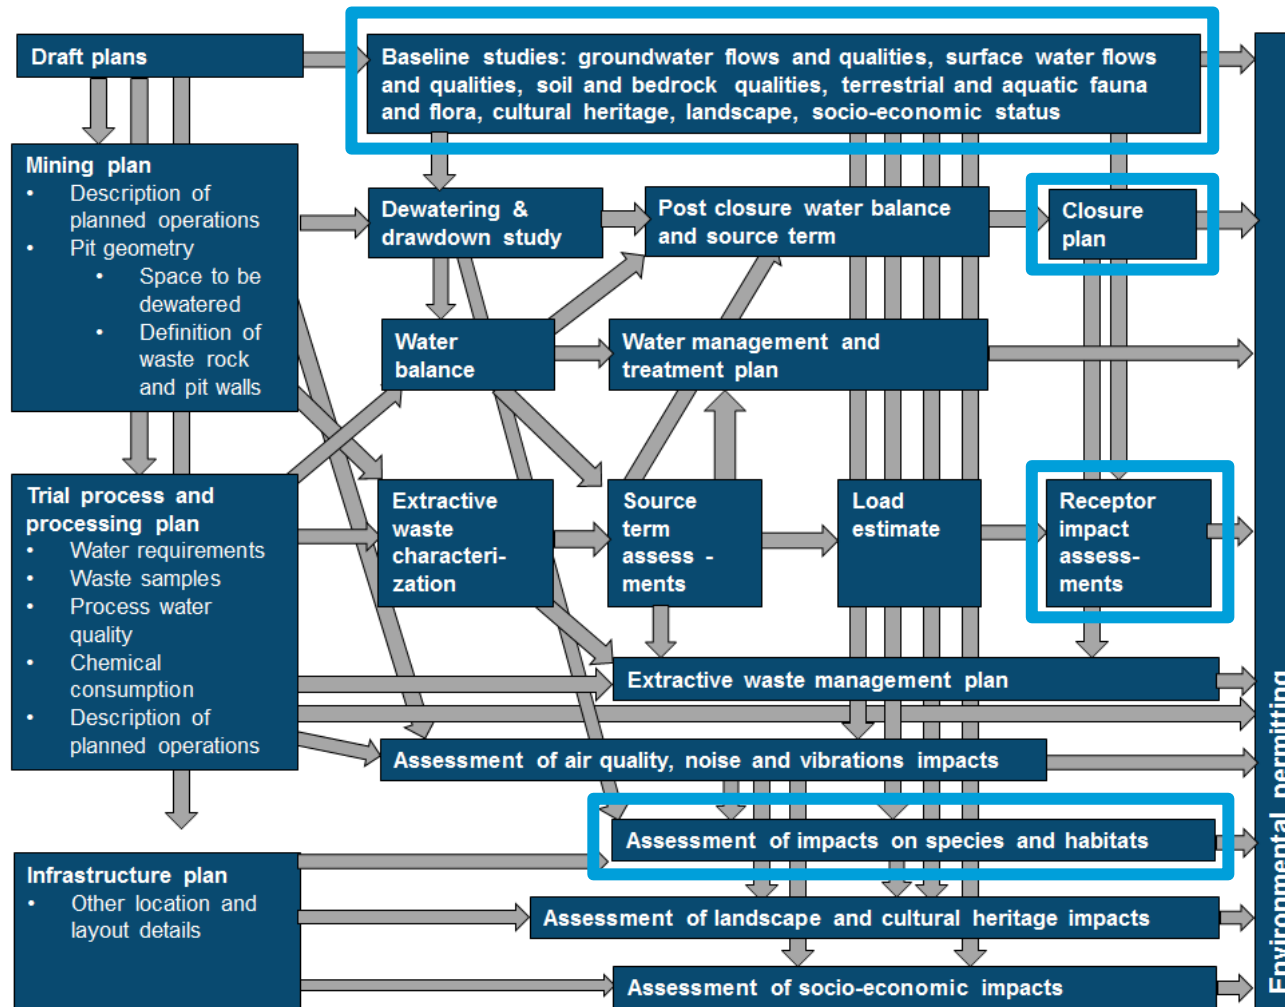 Draft plans
Baseline studies: groundwater flows and qualities, surface water flows
and qualities, soil and bedrock qualities, terrestrial and aquatic fauna
and flora, cultural heritage, landscape, socio-economic status
Mining plan
• Description of
planned operations
• Pit geometry
• Space to be
dewatered
• Definition of
waste rock
and pit walls
Dewatering &
drawdown study
Post closure water balance
and source term
Closure
plan
Water
balance
Water management and
treatment plan
Trial process and
processing plan
• Water requirements
• Waste samples
• Process water
quality
• Chemical
consumption
• Description of
planned operations
Extractive
waste
characteri-
zation
Source
term
assess -
ments
Load
estimate
Receptor
impact
assess-
ments
Extractive waste management plan
Assessment of air quality, noise and vibrations impacts
Assessment of impacts on species and habitats
Infrastructure plan
• Other location and
layout details
Assessment of landscape and cultural heritage impacts
Assessment of socio-economic impacts
Environmental permitting